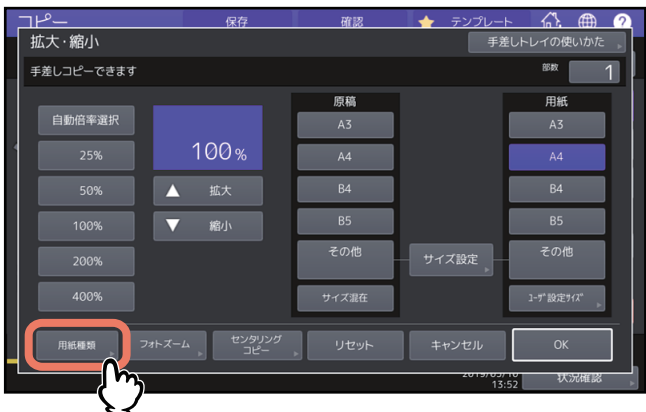 コピー 保存 確認 テンプレート ?
拡大・縮小 手差しトレイの使いかた
手差しコピーできます 部数 1
原稿 用紙
自動倍率選択 100% A3 A3
25% A4 A4
50% 拡大 B4 B4
100% 縮小 B5 B5
200% その他 サイズ設定 その他
400% サイズ混在 ユーザ設定サイズ
用紙種類 フォトズーム センタリング
コピー リセット キャンセル OK
13:52 状況確認